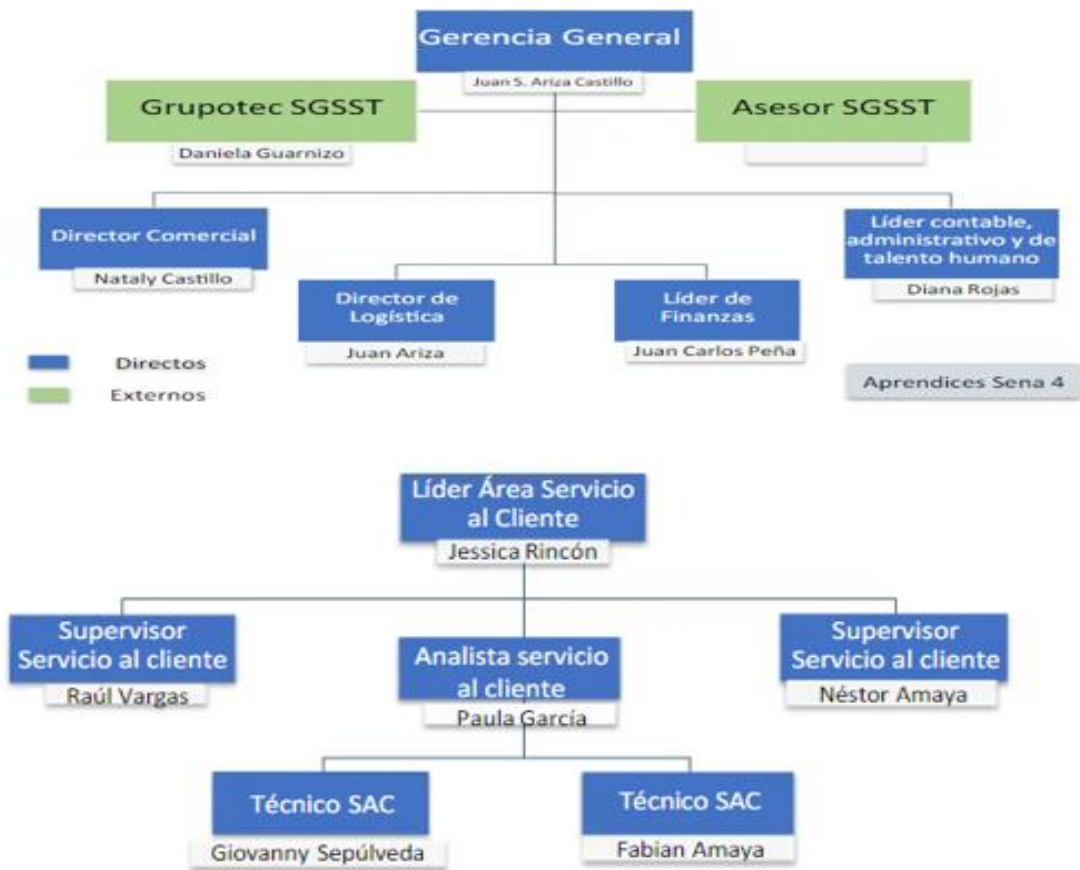 Gerencia General
Juan S. Ariza Castillo
Grupotec SGSST
Daniela Guarnizo
Asesor SGSST
Director Comercial
Nataly Castillo
Director de
Logística
Juan Ariza
Líder de
Finanzas
Juan Carlos Peña
Líder contable,
administrativo y de
talento humano
Diana Rojas
Directos
Externos
Aprendices Sena 4
Líder Área Servicio
al Cliente
Jessica Rincón
Supervisor
Servicio al cliente
Raúl Vargas
Analista servicio
al cliente
Paula García
Supervisor
Servicio al cliente
Néstor Amaya
Técnico SAC
Giovanny Sepúlveda
Técnico SAC
Fabian Amaya